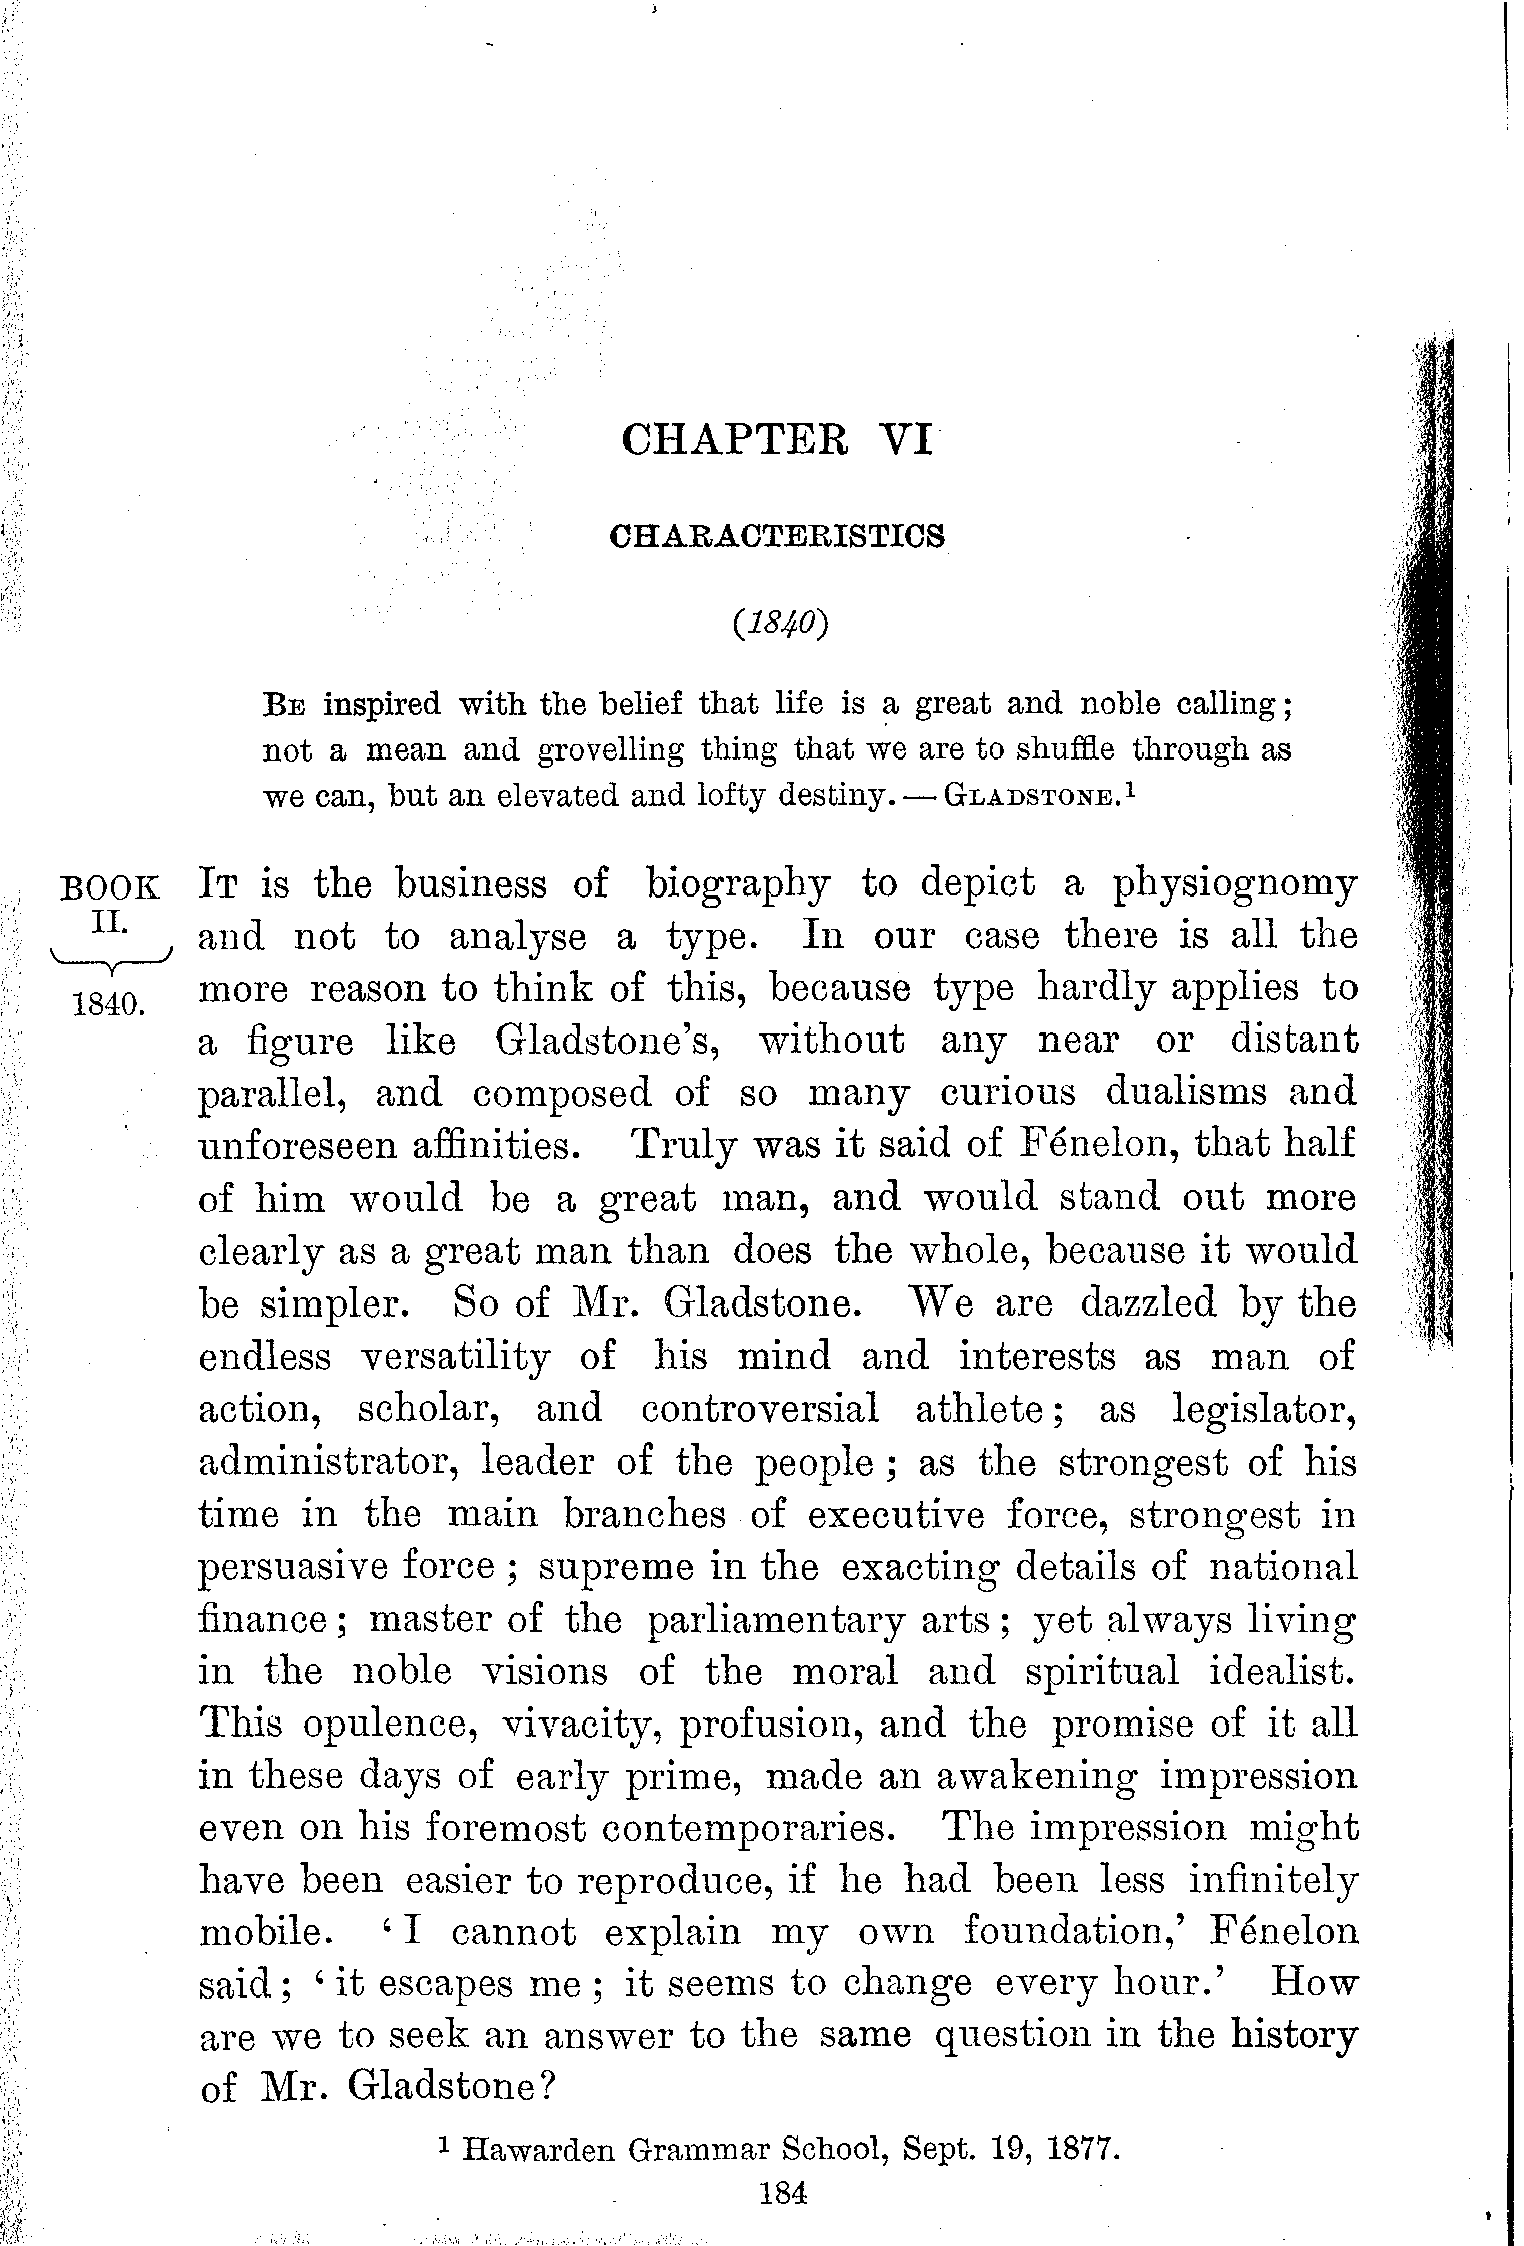 CHAPTER VI
CHARACTERISTICS
(1840)
BE inspired with the belief that life is a great and noble calling;
not a mean and grovelling thing that we are to shuffle through as
we can, but an elevated and lofty destiny. — GLADSTONE.¹
BOOK
II.
1840.
IT is the business of biography to depict a physiognomy
and not to analyse a type. In our case there is all the
more reason to think of this, because type hardly applies to
a figure like Gladstone's, without any near or distant
parallel, and composed of so many curious dualisms and
unforeseen affinities. Truly was it said of Fénelon, that half
of him would be a great man, and would stand out more
clearly as a great man than does the whole, because it would
be simpler. So of Mr. Gladstone. We are dazzled by the
endless versatility of his mind and interests as man of
action, scholar, and controversial athlete; as legislator,
administrator, leader of the people; as the strongest of his
time in the main branches of executive force, strongest in
persuasive force; supreme in the exacting details of national
finance; master of the parliamentary arts; yet always living
in the noble visions of the moral and spiritual idealist.
This opulence, vivacity, profusion, and the promise of it all
in these days of early prime, made an awakening impression
even on his foremost contemporaries. The impression might
have been easier to reproduce, if he had been less infinitely
mobile. 'I cannot explain my own foundation,' Fénelon
said; 'it escapes me; it seems to change every hour.' How
are we to seek an answer to the same question in the history
of Mr. Gladstone?
¹ Hawarden Grammar School, Sept. 19, 1877.
184